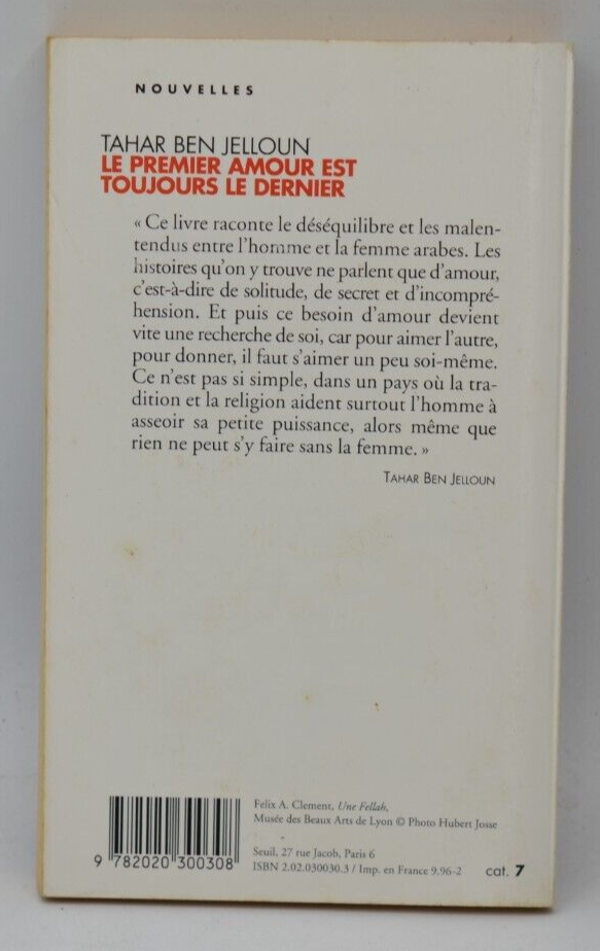 NOUVELLES
TAHAR BEN JELLOUN
LE PREMIER AMOUR EST
TOUJOURS LE DERNIER
« Ce livre raconte le déséquilibre et les malen-
tendus entre l'homme et la femme arabes. Les
histoires qu'on y trouve ne parlent que d'amour,
c'est-à-dire de solitude, de secret et d'incompré-
hension. Et puis ce besoin d'amour devient
vite une recherche de soi, car pour aimer l'autre,
pour donner, il faut s'aimer un peu soi-même.
Ce n'est pas si simple, dans un pays où la tra-
dition et la religion aident surtout l'homme à
asseoir sa petite puissance, alors même que
rien ne peut s'y faire sans la femme. »
TAHAR BEN JELLOUN
Felix A. Clement, Une Fellah,
Musée des Beaux Arts de Lyon © Photo Hubert Josse
Seuil, 27 rue Jacob, Paris 6
ISBN 2.02.030030.3 / Imp. en France 9.96-2
cat. 7
9 782020 300308